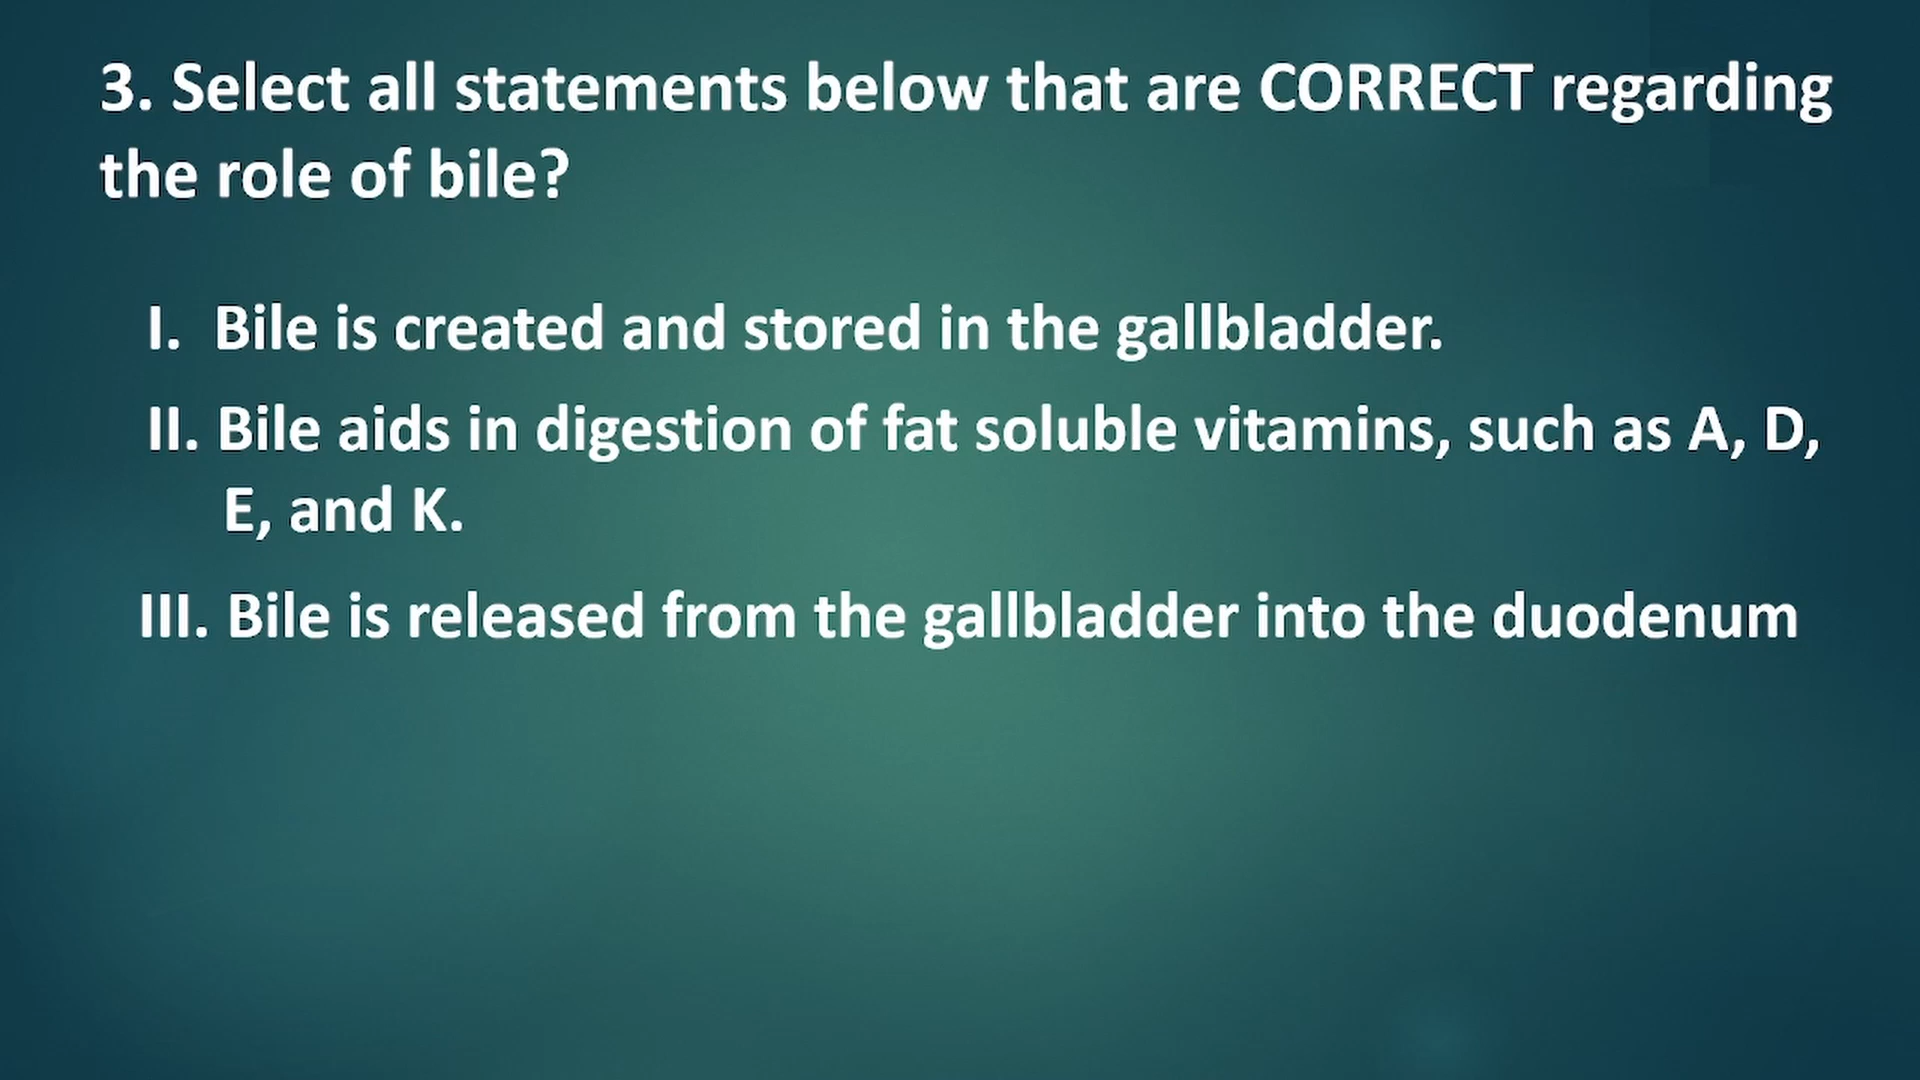 3. Select all statements below that are CORRECT regarding
the role of bile?
I. Bile is created and stored in the gallbladder.
II. Bile aids in digestion of fat soluble vitamins, such as A, D,
E, and K.
III. Bile is released from the gallbladder into the duodenum